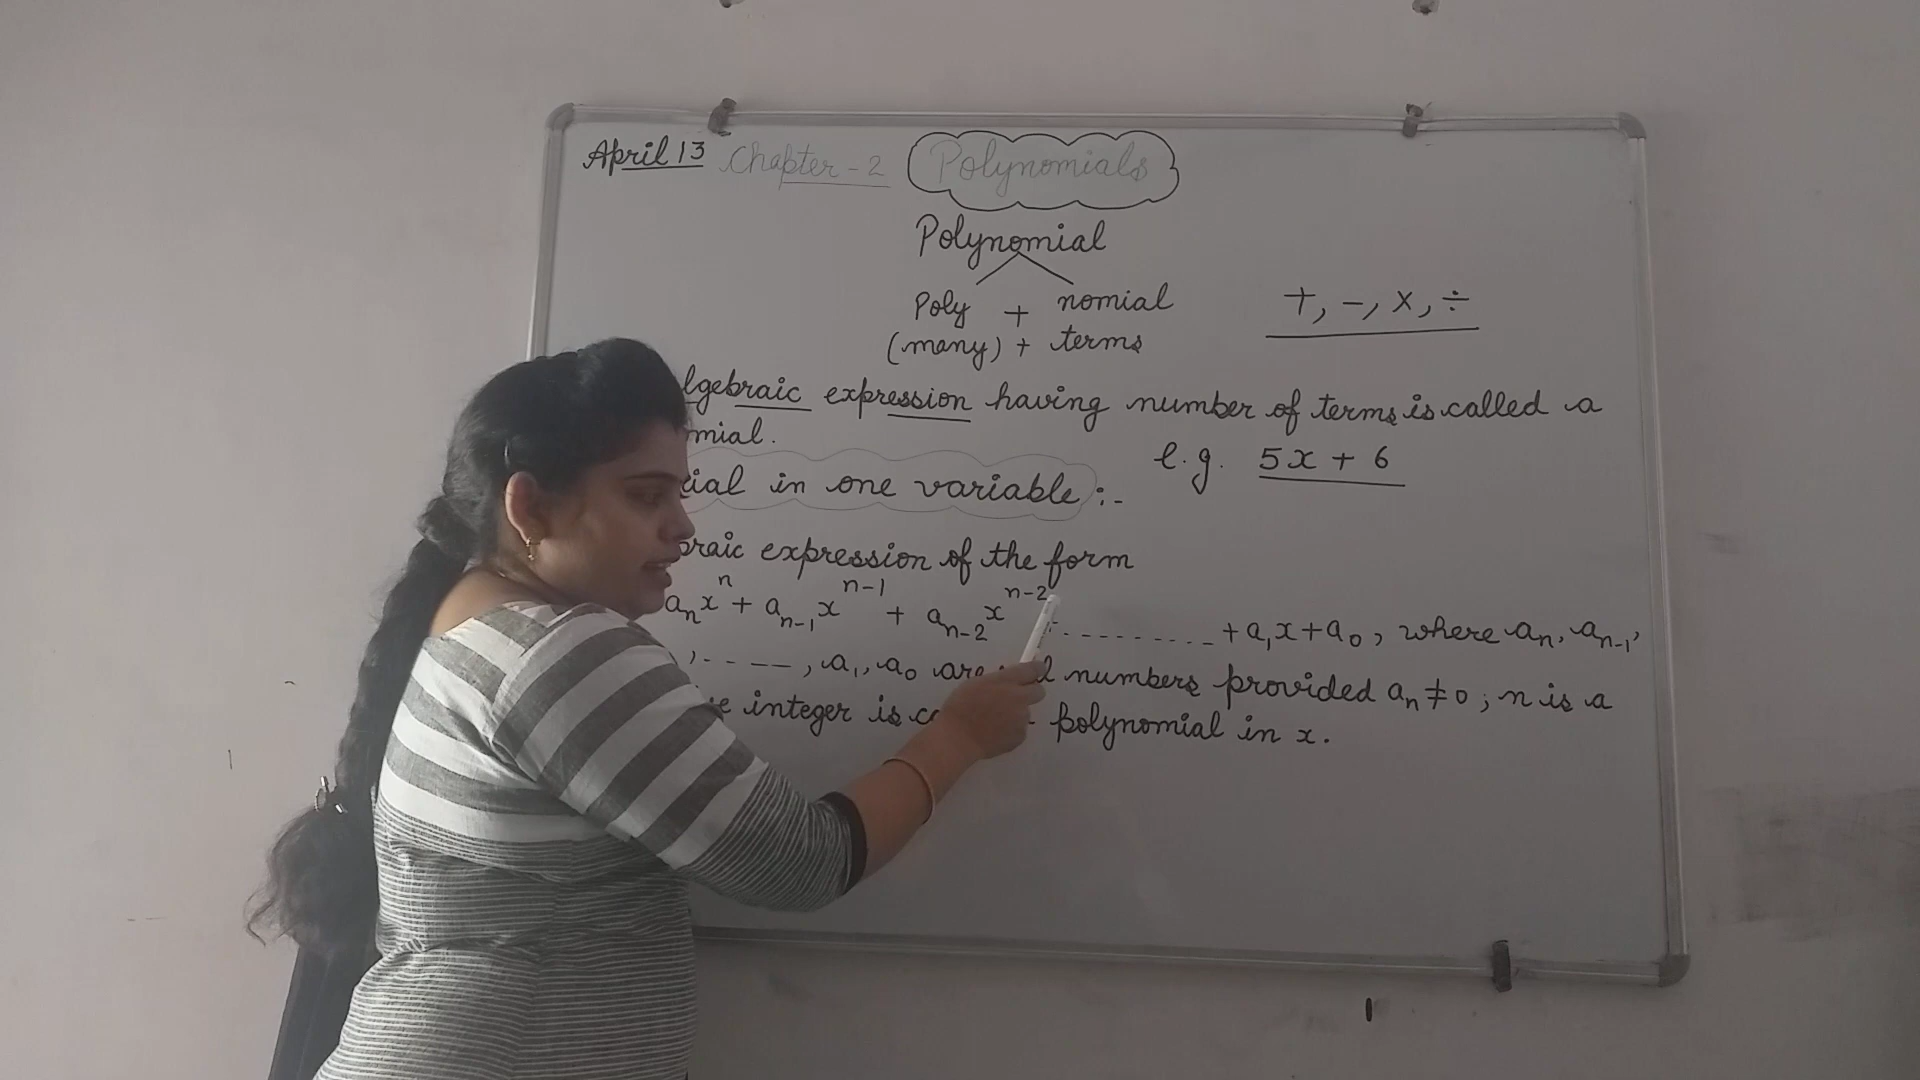 April 13 Chapter - 2 Polynomials
Polynomial
Poly + nomial
(many) + terms
+, -, x, ÷
lgebraic expression having number of terms is called a
mial.
e.g. 5x + 6
ial in one variable :-
braic expression of the form
aₙxⁿ + aₙ₋₁xⁿ⁻¹ + aₙ₋₂xⁿ⁻² + ......... + a₁x + a₀, where aₙ, aₙ₋₁,
, - - - -, a₁, a₀ are numbers provided aₙ ≠ 0 ; n is a
integer is polynomial in x.